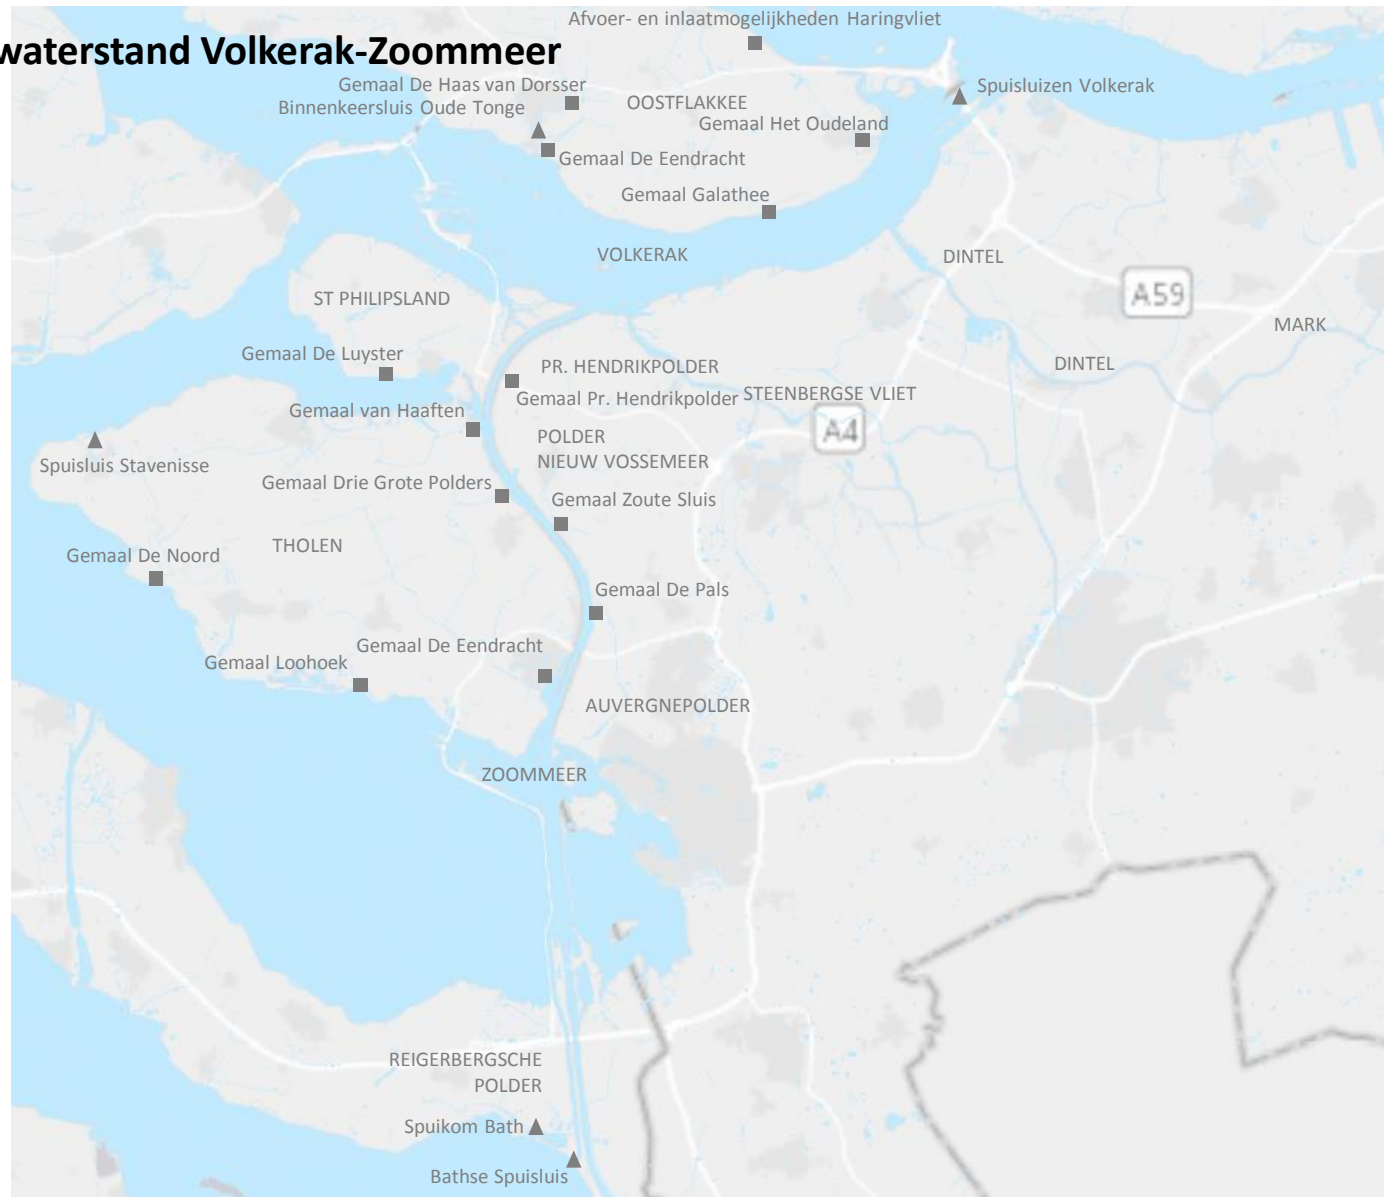 Afvoer- en inlaatmogelijkheden Haringvliet
waterstand Volkerak-Zoommeer
Gemaal De Haas van Dorsser
Spuisluizen Volkerak
Binnenkeersluis Oude Tonge
OOSTFLAKKEE
Gemaal Het Oudeland
Gemaal De Eendracht
Gemaal Galathee
VOLKERAK
DINTEL
ST PHILIPSLAND
A59
MARK
Gemaal De Luyster
PR. HENDRIKPOLDER
DINTEL
Gemaal Pr. Hendrikpolder
STEENBERGSE VLIET
Gemaal van Haaften
A4
POLDER
NIEUW VOSSEMEER
Spuisluis Stavenisse
Gemaal Drie Grote Polders
Gemaal Zoute Sluis
THOLEN
Gemaal De Noord
Gemaal De Pals
Gemaal De Eendracht
Gemaal Loohoek
AUVERGNEPOLDER
ZOOMMEER
REIGERBERGSCHE
POLDER
Spuikom Bath
Bathse Spuisluis